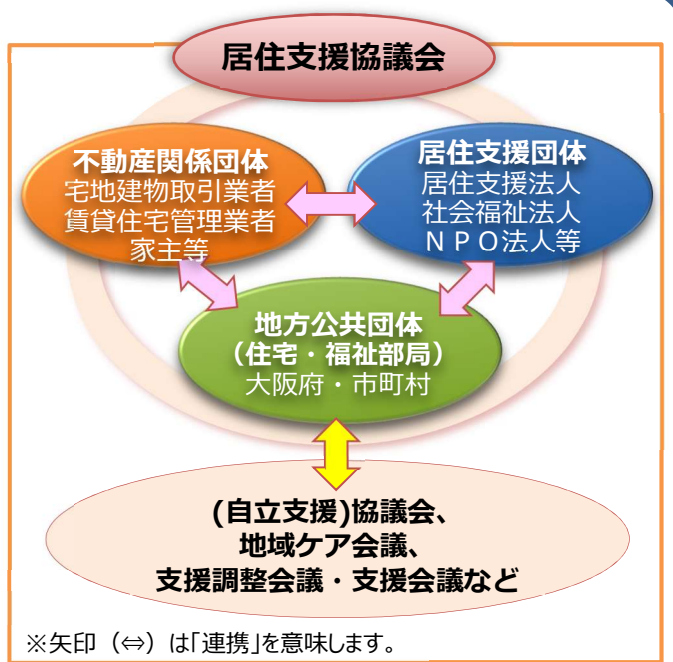 居住支援協議会
不動産関係団体
宅地建物取引業者
賃貸住宅管理業者
家主等
居住支援団体
居住支援法人
社会福祉法人
ＮＰＯ法人等
地方公共団体
（住宅・福祉部局）
大阪府・市町村
(自立支援)協議会、
地域ケア会議、
支援調整会議・支援会議など
※矢印（⇔）は「連携」を意味します。